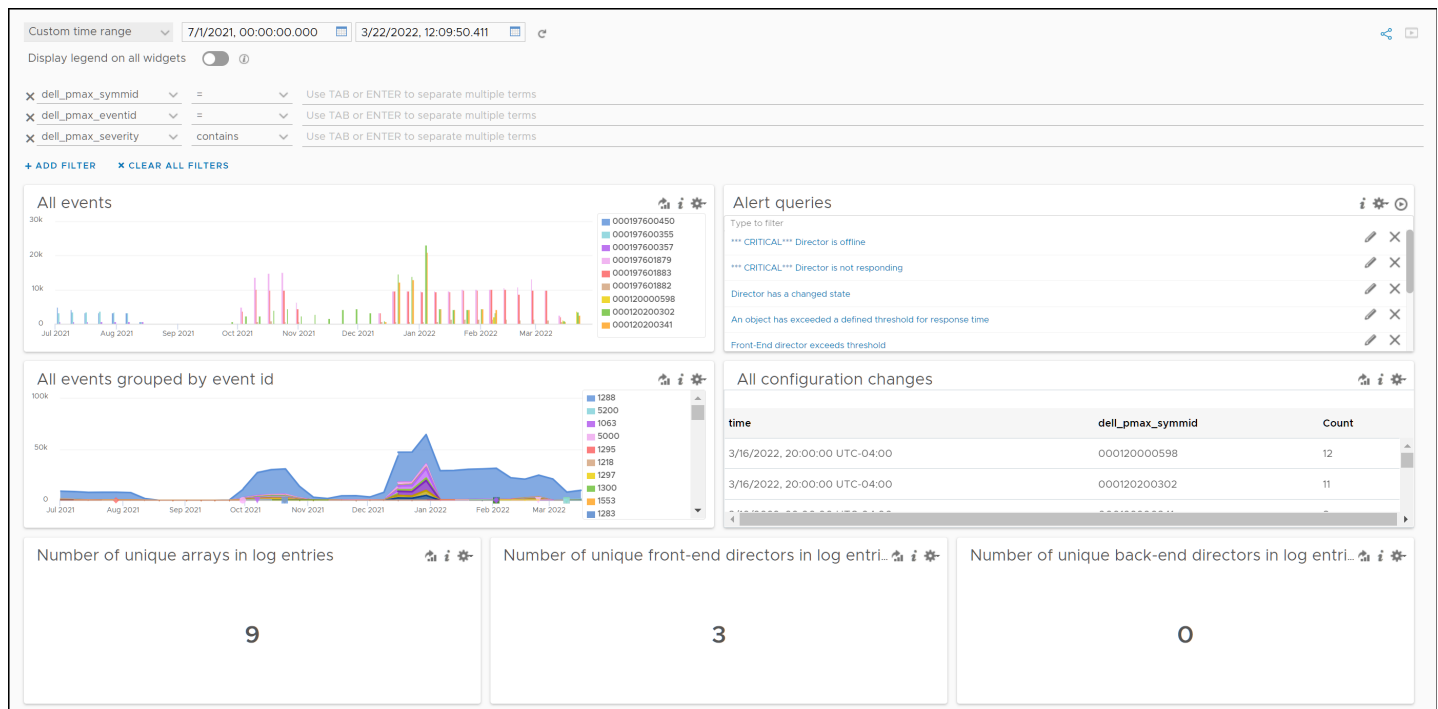 Custom time range 7/1/2021, 00:00:00.000 3/22/2022, 12:09:50.411
Display legend on all widgets
dell_pmax_symmid = Use TAB or ENTER to separate multiple terms
dell_pmax_eventid = Use TAB or ENTER to separate multiple terms
dell_pmax_severity contains Use TAB or ENTER to separate multiple terms
+ ADD FILTER × CLEAR ALL FILTERS
All events
30k
20k
10k
0
Jul 2021 Aug 2021 Sep 2021 Oct 2021 Nov 2021 Dec 2021 Jan 2022 Feb 2022 Mar 2022
000197600450
000197600355
000197600357
000197601879
000197601883
000197601882
000120000598
000120200302
000120200341
Alert queries
Type to filter
*** CRITICAL*** Director is offline
*** CRITICAL*** Director is not responding
Director has a changed state
An object has exceeded a defined threshold for response time
Front-End director exceeds threshold
All events grouped by event id
100k
50k
0
Jul 2021 Aug 2021 Sep 2021 Oct 2021 Nov 2021 Dec 2021 Jan 2022 Feb 2022 Mar 2022
1288
5200
1063
5000
1295
1218
1297
1300
1553
1283
All configuration changes
time dell_pmax_symmid Count
3/16/2022, 20:00:00 UTC-04:00 000120000598 12
3/16/2022, 20:00:00 UTC-04:00 000120200302 11
Number of unique arrays in log entries
9
Number of unique front-end directors in log entri...
3
Number of unique back-end directors in log entri...
0